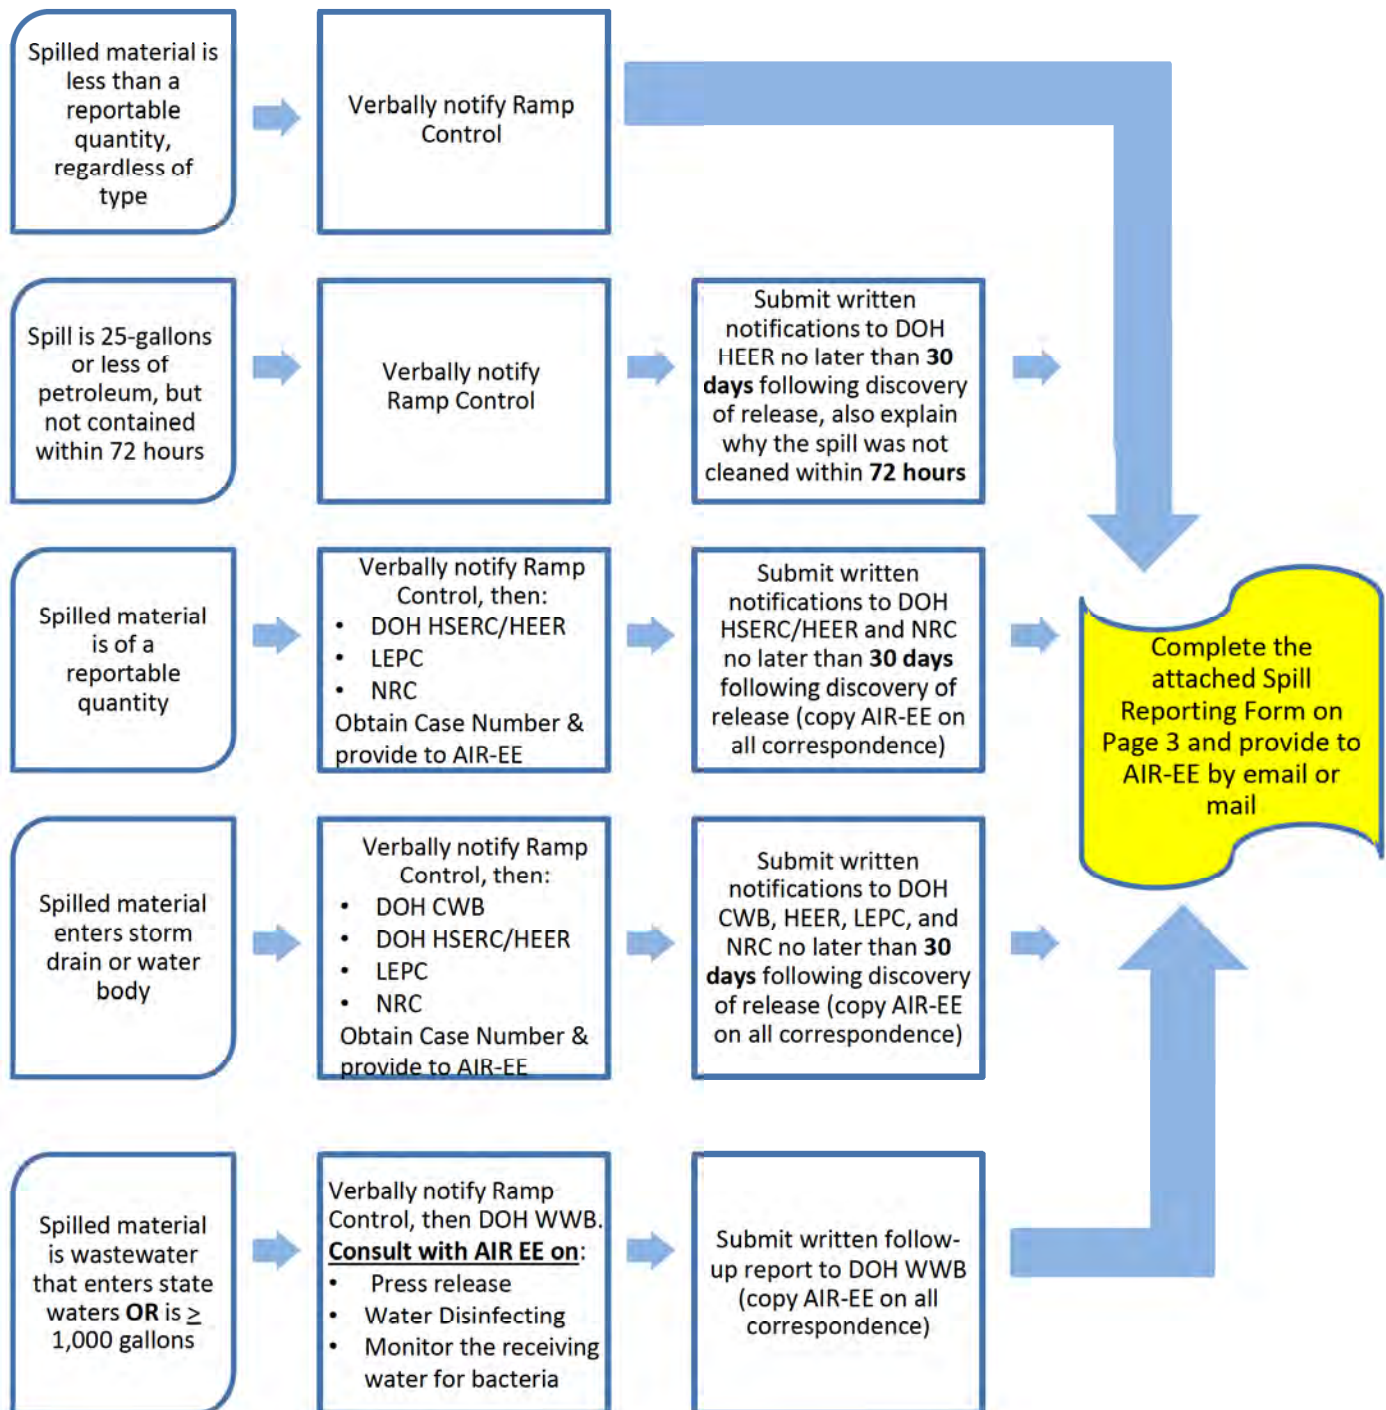 Spilled material is
less than a
reportable
quantity,
regardless of
type
Verbally notify Ramp
Control
Spill is 25-gallons
or less of
petroleum, but
not contained
within 72 hours
Verbally notify
Ramp Control
Submit written
notifications to DOH
HEER no later than 30
days following discovery
of release, also explain
why the spill was not
cleaned within 72 hours
Spilled material
is of a
reportable
quantity
Verbally notify Ramp
Control, then:
• DOH HSERC/HEER
• LEPC
• NRC
Obtain Case Number &
provide to AIR-EE
Submit written
notifications to DOH
HSERC/HEER and NRC
no later than 30 days
following discovery of
release (copy AIR-EE on
all correspondence)
Complete the
attached Spill
Reporting Form on
Page 3 and provide to
AIR-EE by email or
mail
Spilled material
enters storm
drain or water
body
Verbally notify Ramp
Control, then:
• DOH CWB
• DOH HSERC/HEER
• LEPC
• NRC
Obtain Case Number &
provide to AIR-EE
Submit written
notifications to DOH
CWB, HEER, LEPC, and
NRC no later than 30
days following discovery
of release (copy AIR-EE
on all correspondence)
Spilled material
is wastewater
that enters state
waters OR is ≥
1,000 gallons
Verbally notify Ramp
Control, then DOH WWB.
Consult with AIR EE on:
• Press release
• Water Disinfecting
• Monitor the receiving
water for bacteria
Submit written follow-
up report to DOH WWB
(copy AIR-EE on all
correspondence)